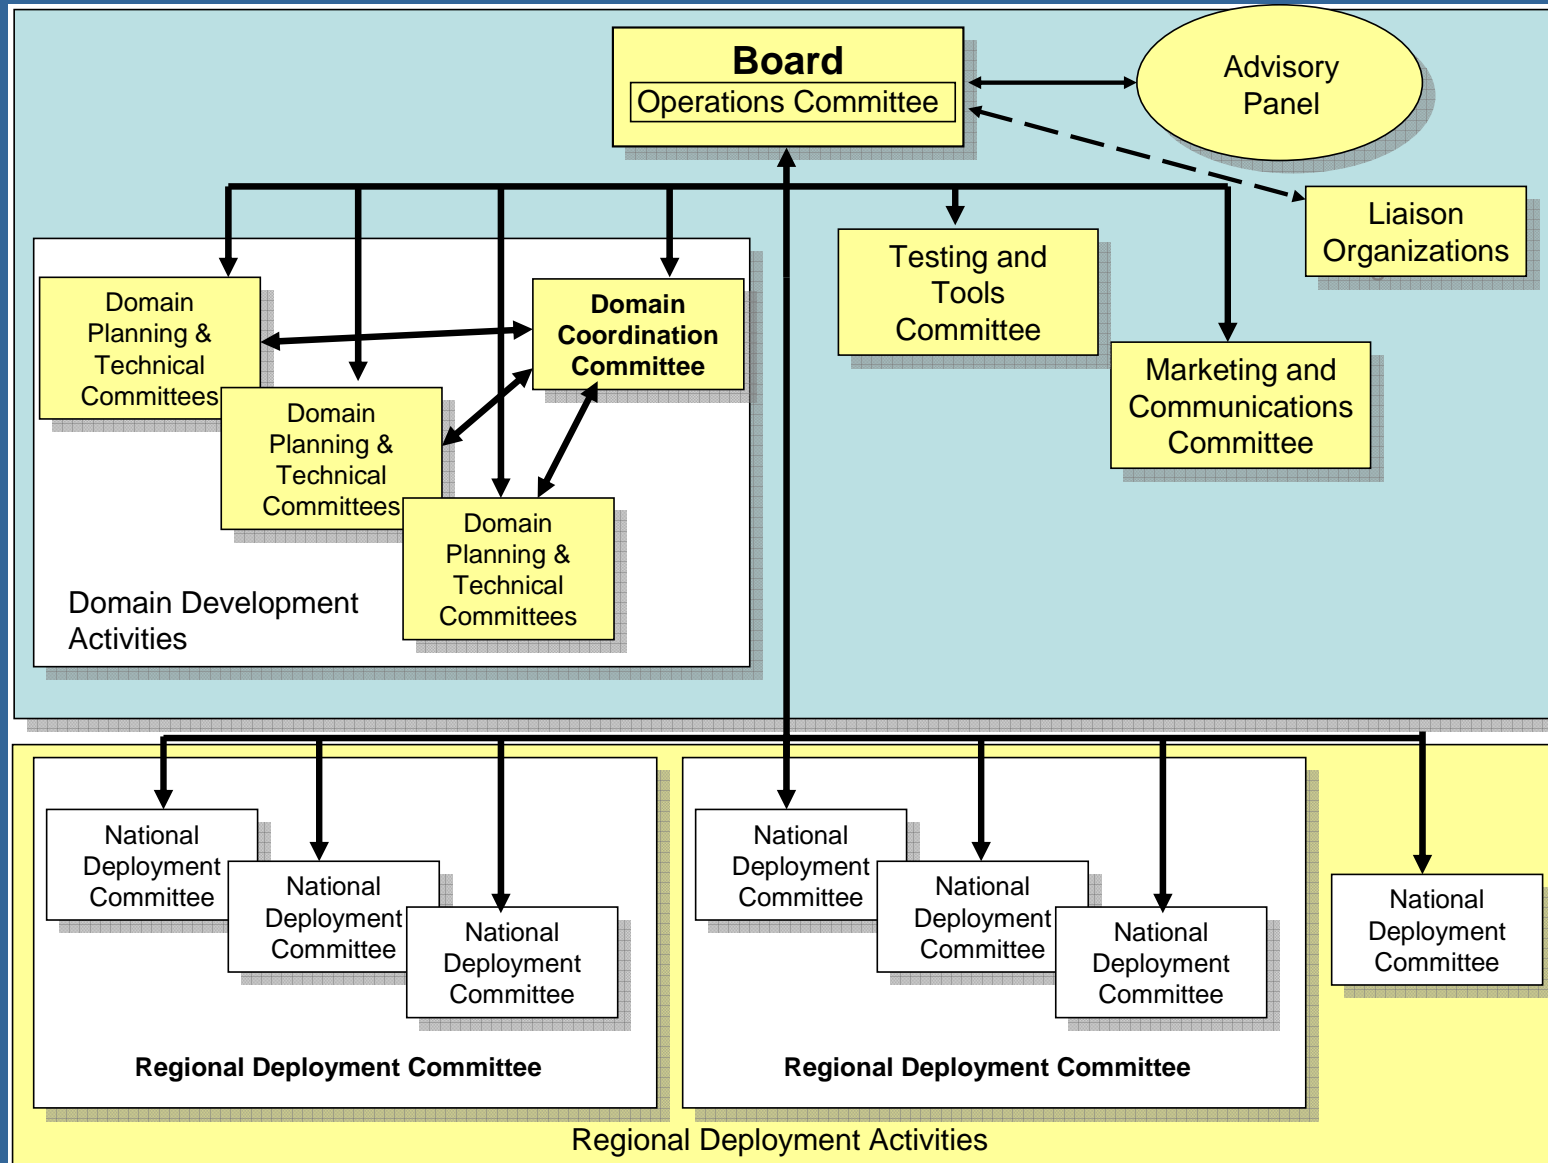 Board
Operations Committee
Advisory
Panel
Liaison
Organizations
Testing and
Tools
Committee
Marketing and
Communications
Committee
Domain
Planning &
Technical
Committees
Domain
Coordination
Committee
Domain
Planning &
Technical
Committees
Domain
Planning &
Technical
Committees
Domain Development
Activities
National
Deployment
Committee
National
Deployment
Committee
National
Deployment
Committee
Regional Deployment Committee
National
Deployment
Committee
National
Deployment
Committee
National
Deployment
Committee
Regional Deployment Committee
National
Deployment
Committee
Regional Deployment Activities